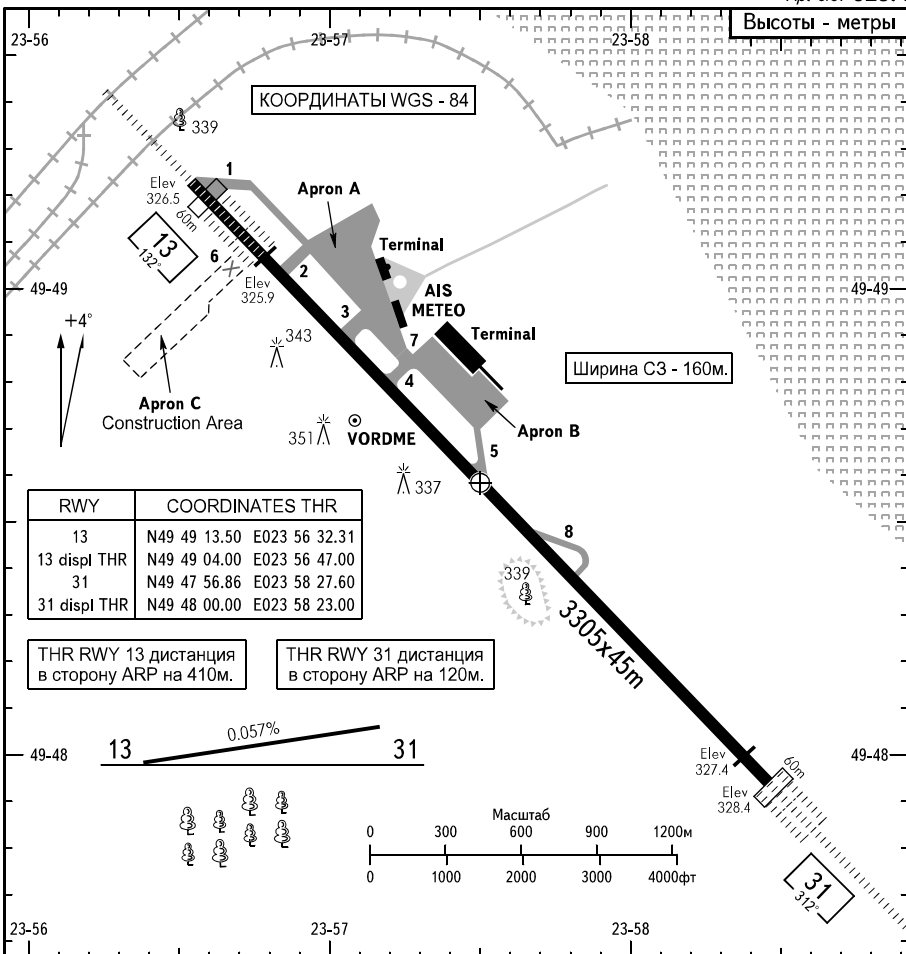 Высоты - метры
23-56
23-57
23-58
КООРДИНАТЫ WGS - 84
339
1
Elev
326.5
60m
Apron A
13
132°
6
2
Terminal
Elev
325.9
49-49
AIS
METEO
49-49
+4°
3
343
7
Terminal
4
Ширина СЗ - 160м.
Apron C
Construction Area
351
VORDME
Apron B
5
337
RWY COORDINATES THR
13 N49 49 13.50 E023 56 32.31
13 displ THR N49 49 04.00 E023 56 47.00
31 N49 47 56.86 E023 58 27.60
31 displ THR N49 48 00.00 E023 58 23.00
8
339
3305x45m
THR RWY 13 дистанция
в сторону ARP на 410м.
THR RWY 31 дистанция
в сторону ARP на 120м.
0.057%
13
31
49-48
49-48
Elev
327.4
60m
Elev
328.4
Масштаб
0 300 600 900 1200м
0 1000 2000 3000 4000фт
31
312°
23-56
23-57
23-58